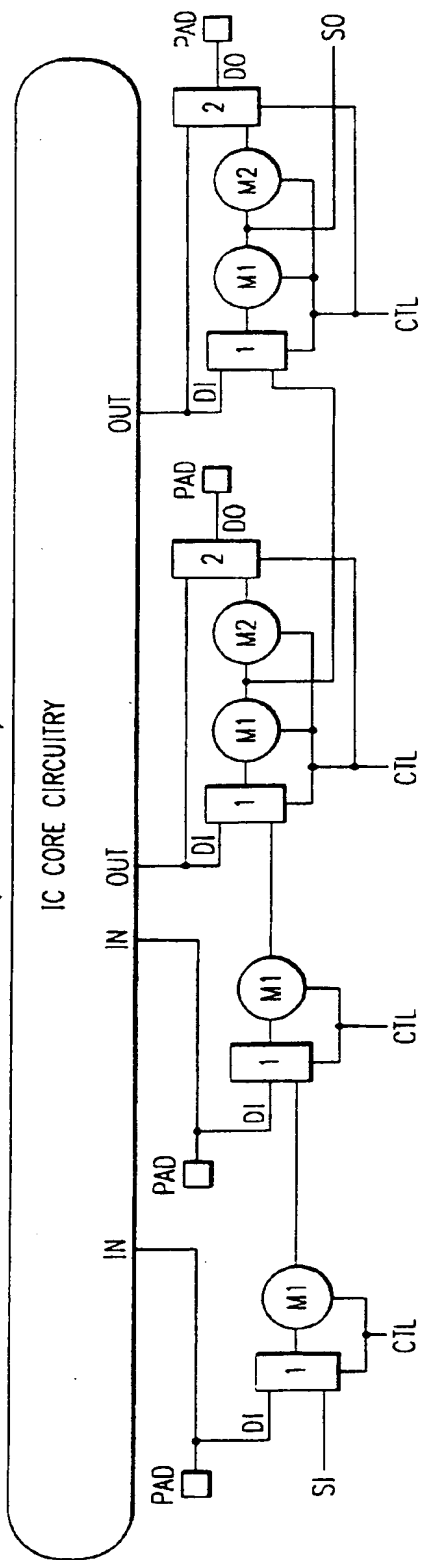 IC CORE CIRCUITRY
IN
IN
OUT
OUT
PAD
DI
SI
1
M1
CTL
PAD
DI
1
M1
CTL
DI
1
M1
M2
2
DO
PAD
CTL
DI
1
M1
M2
2
DO
PAD
SO
CTL